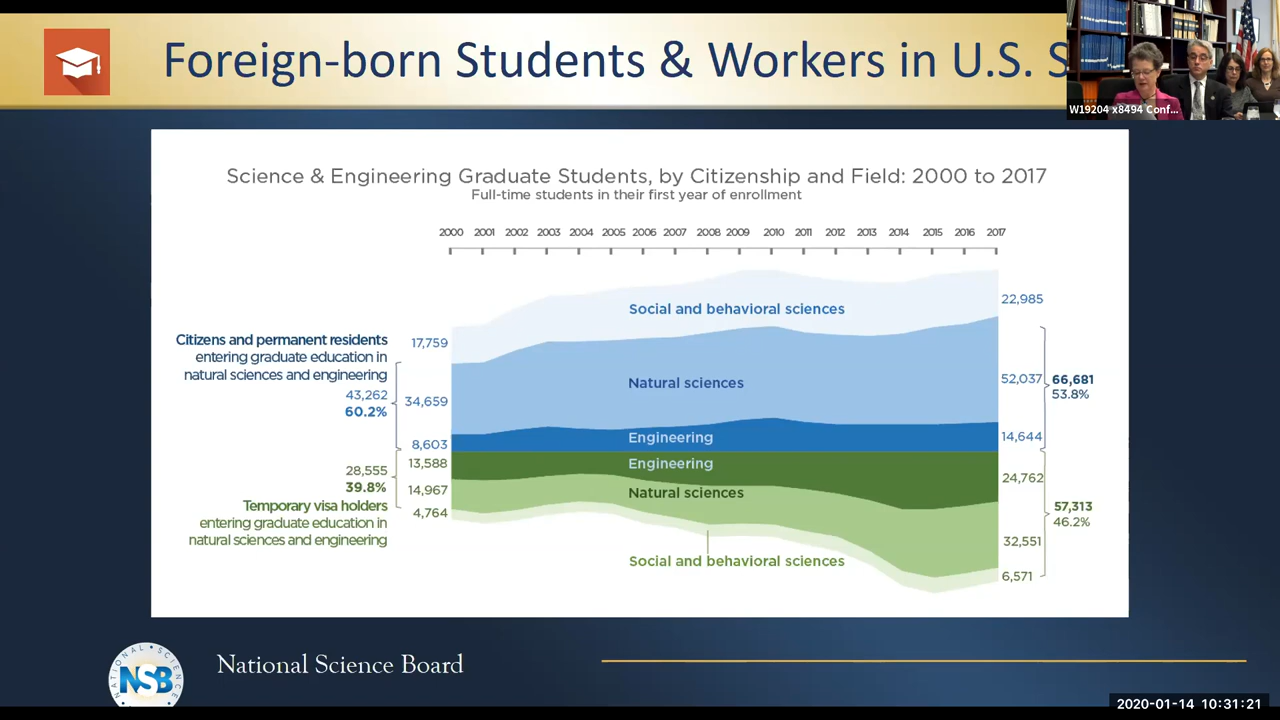 Foreign-born Students & Workers in U.S. S
W19204 x8494 Conf...
Science & Engineering Graduate Students, by Citizenship and Field: 2000 to 2017
Full-time students in their first year of enrollment
2000 2001 2002 2003 2004 2005 2006 2007 2008 2009 2010 2011 2012 2013 2014 2015 2016 2017
Social and behavioral sciences
22,985
Citizens and permanent residents
entering graduate education in
natural sciences and engineering
43,262
60.2%
17,759
34,659
8,603
Natural sciences
52,037
66,681
53.8%
Engineering
14,644
28,555
39.8%
Temporary visa holders
entering graduate education in
natural sciences and engineering
13,588
14,967
4,764
Engineering
24,762
Natural sciences
57,313
46.2%
32,551
Social and behavioral sciences
6,571
NATIONAL SCIENCE
NSB
National Science Board
2020-01-14 10:31:21